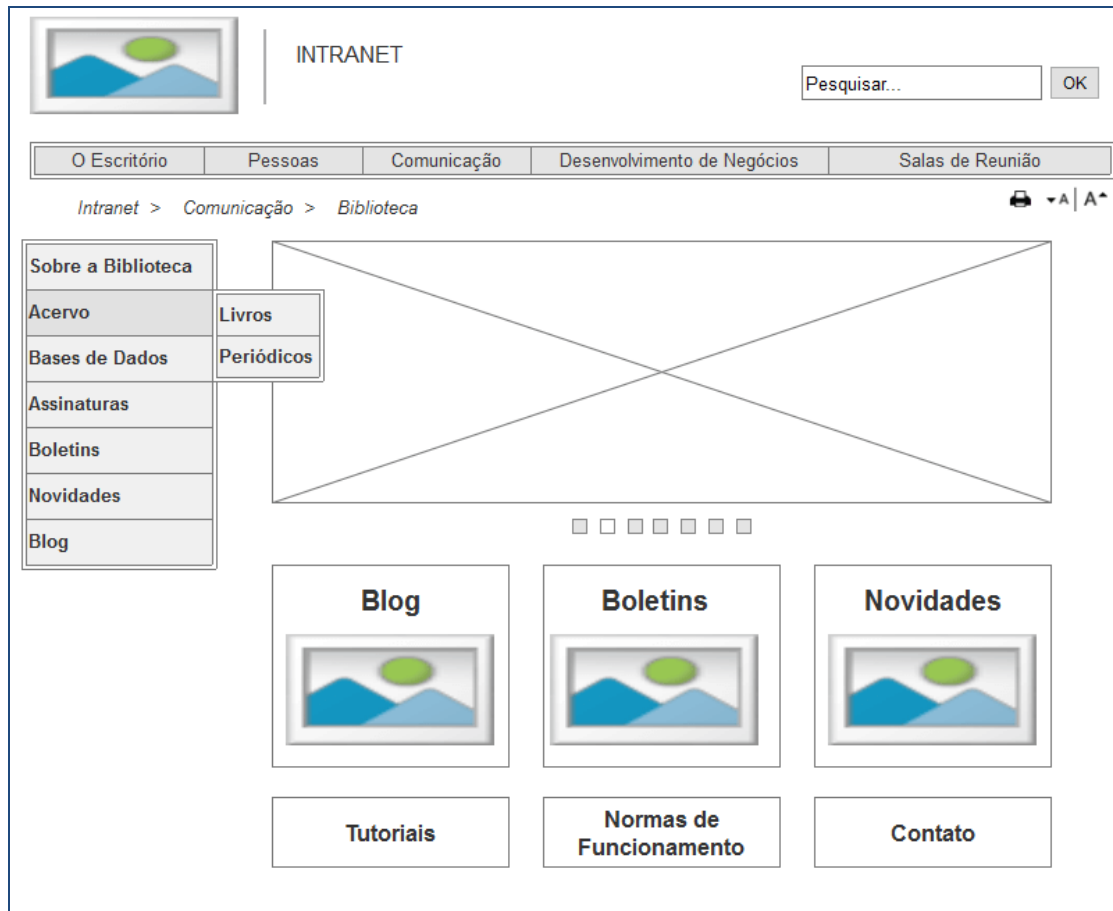 INTRANET
Pesquisar...
OK
O Escritório
Pessoas
Comunicação
Desenvolvimento de Negócios
Salas de Reunião
Intranet > Comunicação > Biblioteca
A A
Sobre a Biblioteca
Acervo
Livros
Bases de Dados
Periódicos
Assinaturas
Boletins
Novidades
Blog
Blog
Boletins
Novidades
Tutoriais
Normas de
Funcionamento
Contato